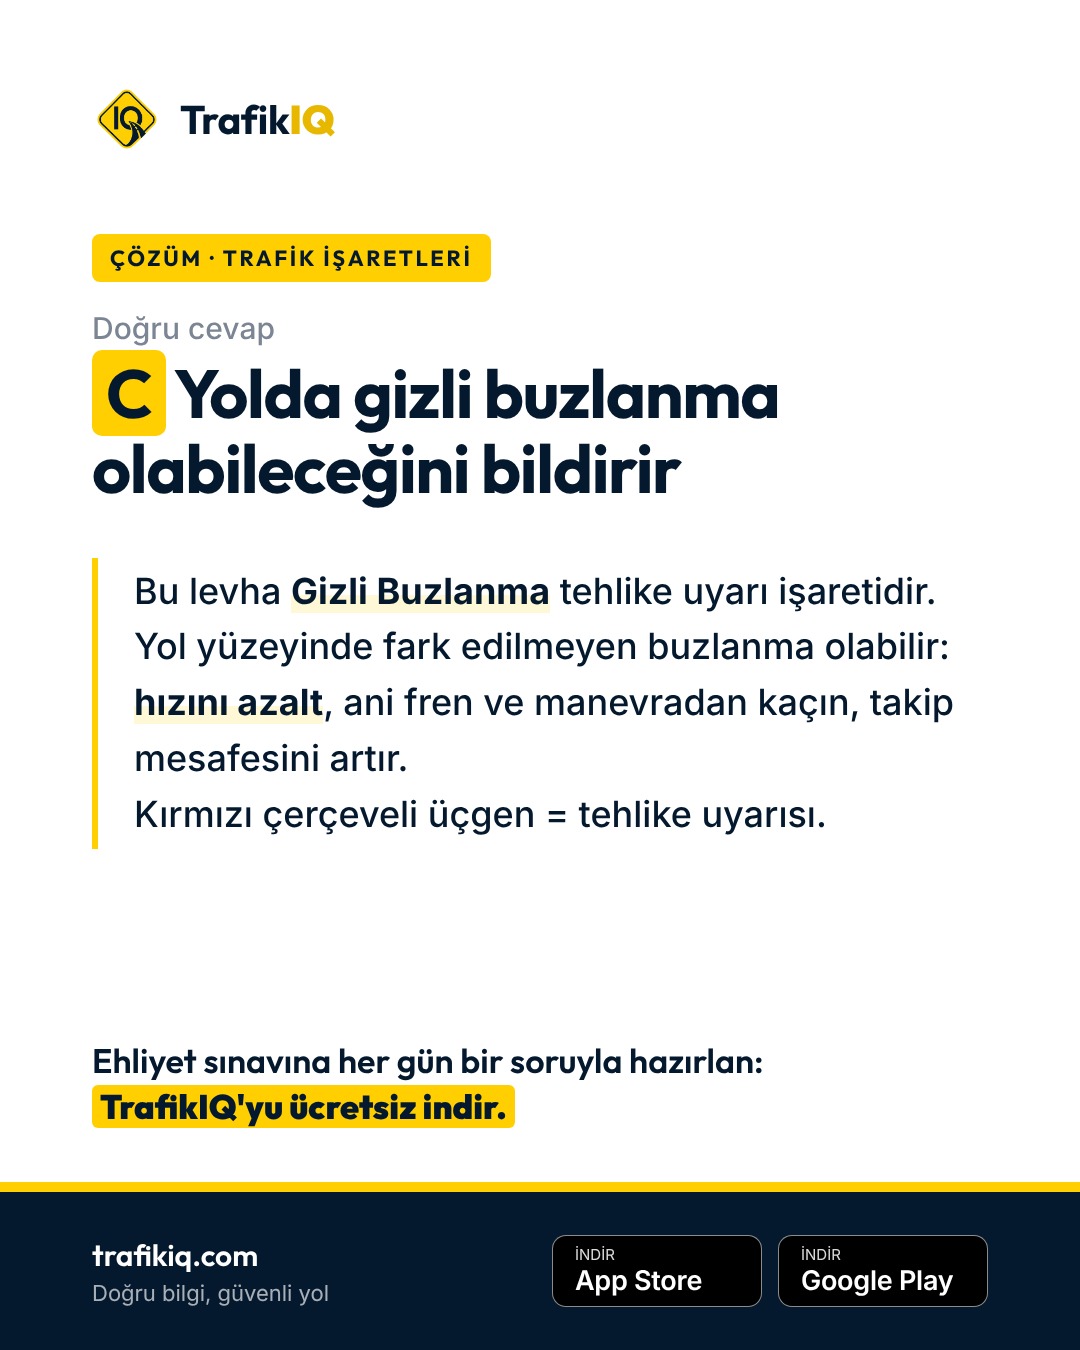 IQ
TrafikIQ
ÇÖZÜM · TRAFİK İŞARETLERİ
Doğru cevap
C Yolda gizli buzlanma
olabileceğini bildirir
Bu levha Gizli Buzlanma tehlike uyarı işaretidir.
Yol yüzeyinde fark edilmeyen buzlanma olabilir:
hızını azalt, ani fren ve manevradan kaçın, takip
mesafesini artır.
Kırmızı çerçeveli üçgen = tehlike uyarısı.
Ehliyet sınavına her gün bir soruyla hazırlan:
TrafikIQ'yu ücretsiz indir.
trafikiq.com
Doğru bilgi, güvenli yol
İNDİR
App Store
İNDİR
Google Play